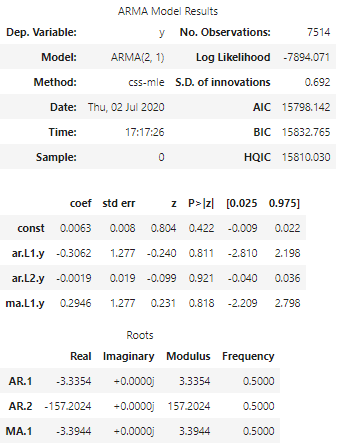 ARMA Model Results
Dep. Variable: y No. Observations: 7514
Model: ARMA(2, 1) Log Likelihood -7894.071
Method: css-mle S.D. of innovations 0.692
Date: Thu, 02 Jul 2020 AIC 15798.142
Time: 17:17:26 BIC 15832.765
Sample: 0 HQIC 15810.030
coef std err z P>|z| [0.025 0.975]
const 0.0063 0.008 0.804 0.422 -0.009 0.022
ar.L1.y -0.3062 1.277 -0.240 0.811 -2.810 2.198
ar.L2.y -0.0019 0.019 -0.099 0.921 -0.040 0.036
ma.L1.y 0.2946 1.277 0.231 0.818 -2.209 2.798
Roots
Real Imaginary Modulus Frequency
AR.1 -3.3354 +0.0000j 3.3354 0.5000
AR.2 -157.2024 +0.0000j 157.2024 0.5000
MA.1 -3.3944 +0.0000j 3.3944 0.5000